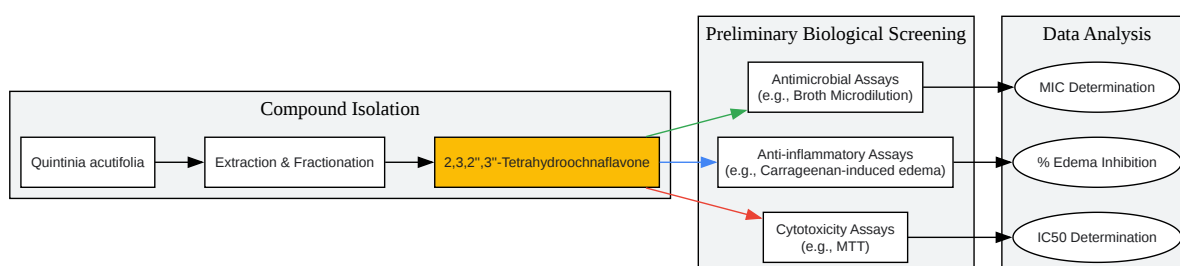 Compound Isolation
Quintinia acutifolia
Extraction & Fractionation
2,3,2",3"-Tetrahydroochnaflavone
Preliminary Biological Screening
Antimicrobial Assays
(e.g., Broth Microdilution)
Anti-inflammatory Assays
(e.g., Carrageenan-induced edema)
Cytotoxicity Assays
(e.g., MTT)
Data Analysis
MIC Determination
% Edema Inhibition
IC50 Determination